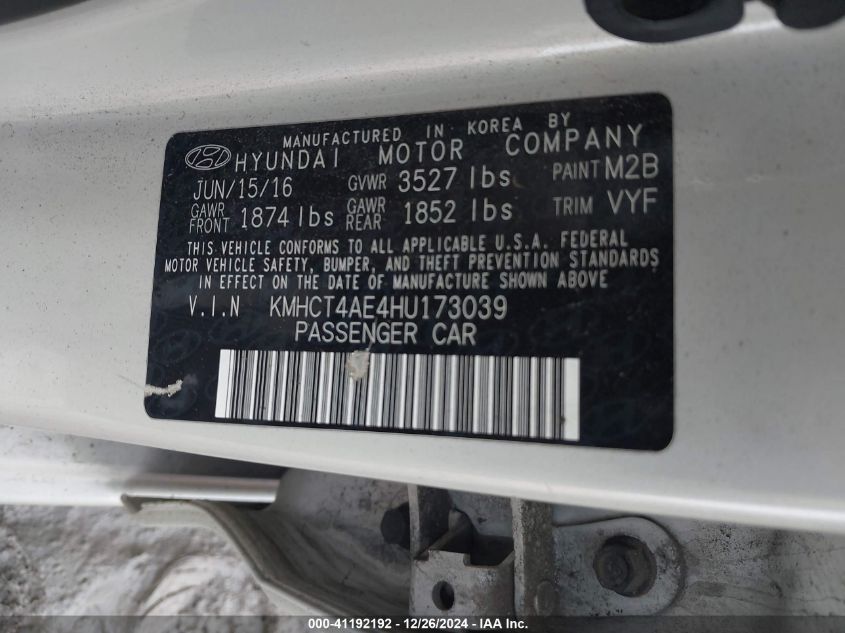 MANUFACTURED IN KOREA BY
HYUNDAI MOTOR COMPANY
JUN/15/16 GVWR 3527 lbs PAINT M2B
GAWR FRONT 1874 lbs GAWR REAR 1852 lbs TRIM VYF
THIS VEHICLE CONFORMS TO ALL APPLICABLE U.S.A. FEDERAL
MOTOR VEHICLE SAFETY, BUMPER, AND THEFT PREVENTION STANDARDS
IN EFFECT ON THE DATE OF MANUFACTURE SHOWN ABOVE
V.I.N KMHCT4AE4HU173039
PASSENGER CAR
000-41192192 - 12/26/2024 - IAA Inc.